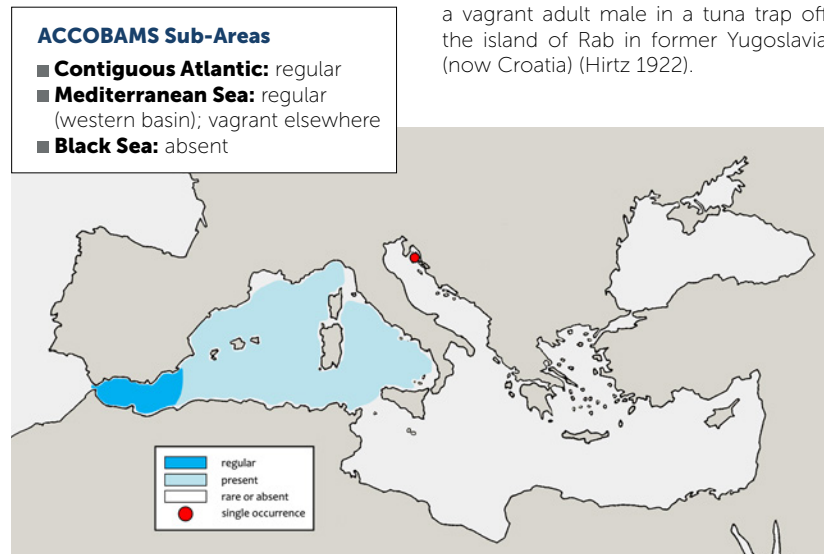 ACCOBAMS Sub-Areas
■ Contiguous Atlantic: regular
■ Mediterranean Sea: regular
(western basin); vagrant elsewhere
■ Black Sea: absent
a vagrant adult male in a tuna trap off
the island of Rab in former Yugoslavia
(now Croatia) (Hirtz 1922).
regular
present
rare or absent
single occurrence